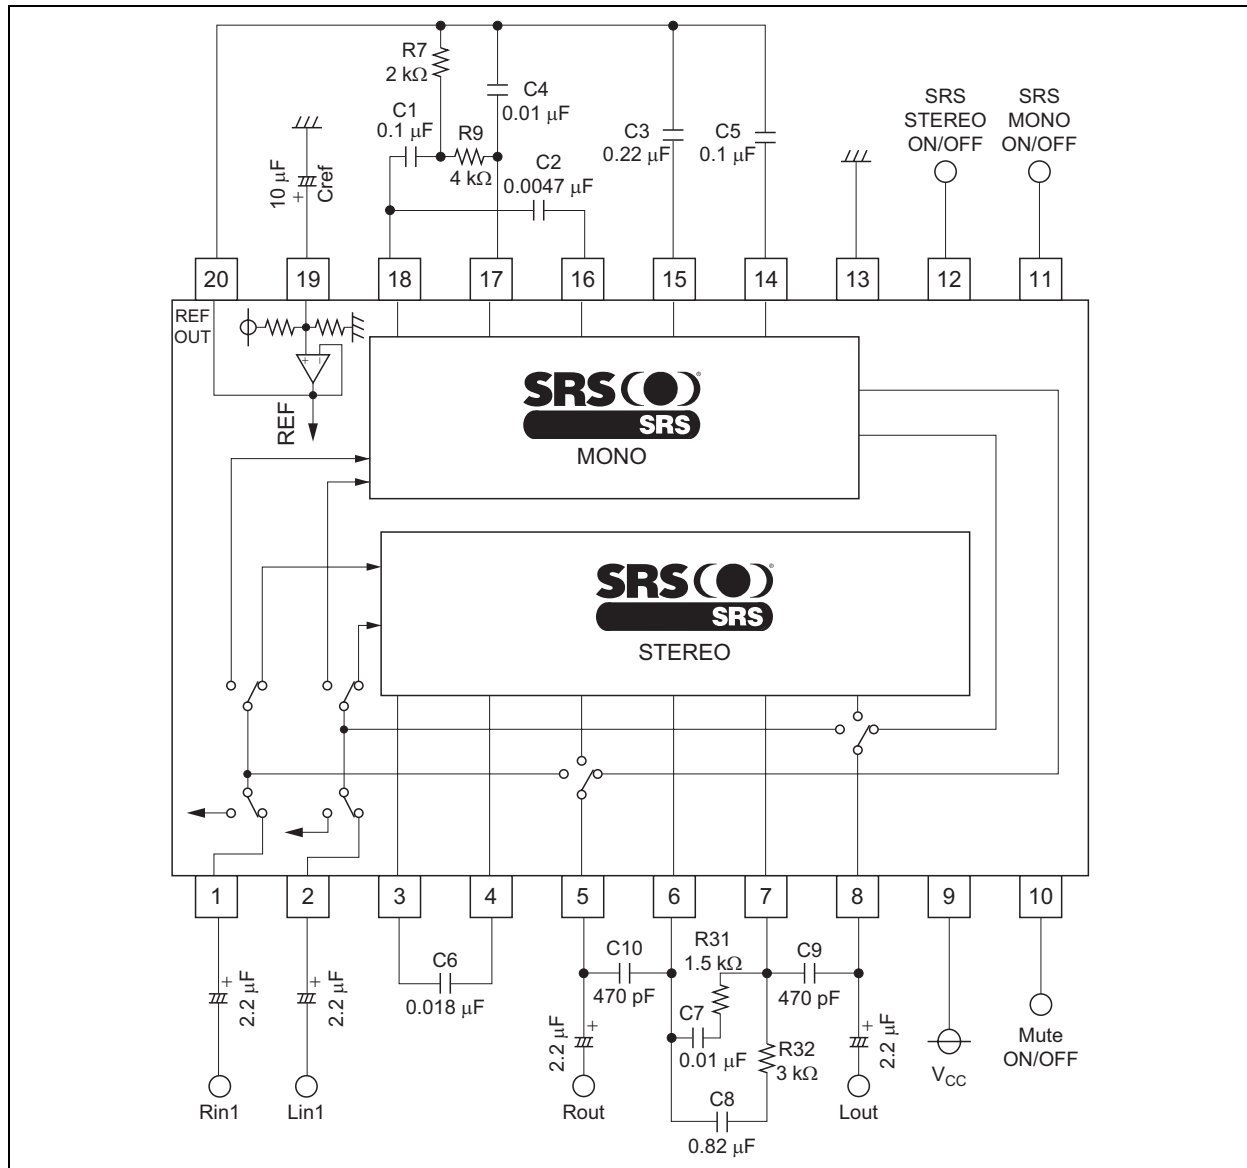 R7
2 kΩ
C4
0.01 µF
C1
0.1 µF
R9
4 kΩ
C2
0.0047 µF
C3
0.22 µF
C5
0.1 µF
SRS
STEREO
ON/OFF
SRS
MONO
ON/OFF
10 µF
+
Cref
20
19
18
17
16
15
14
13
12
11
REF
OUT
+
−
REF
SRS ®
SRS
MONO
SRS ®
SRS
STEREO
1
2
3
4
5
6
7
8
9
10
+
2.2 µF
+
2.2 µF
C6
0.018 µF
C10
470 pF
R31
1.5 kΩ
C9
470 pF
+
2.2 µF
C7
0.01 µF
R32
3 kΩ
+
2.2 µF
C8
0.82 µF
Rin1
Lin1
Rout
Lout
VCC
Mute
ON/OFF